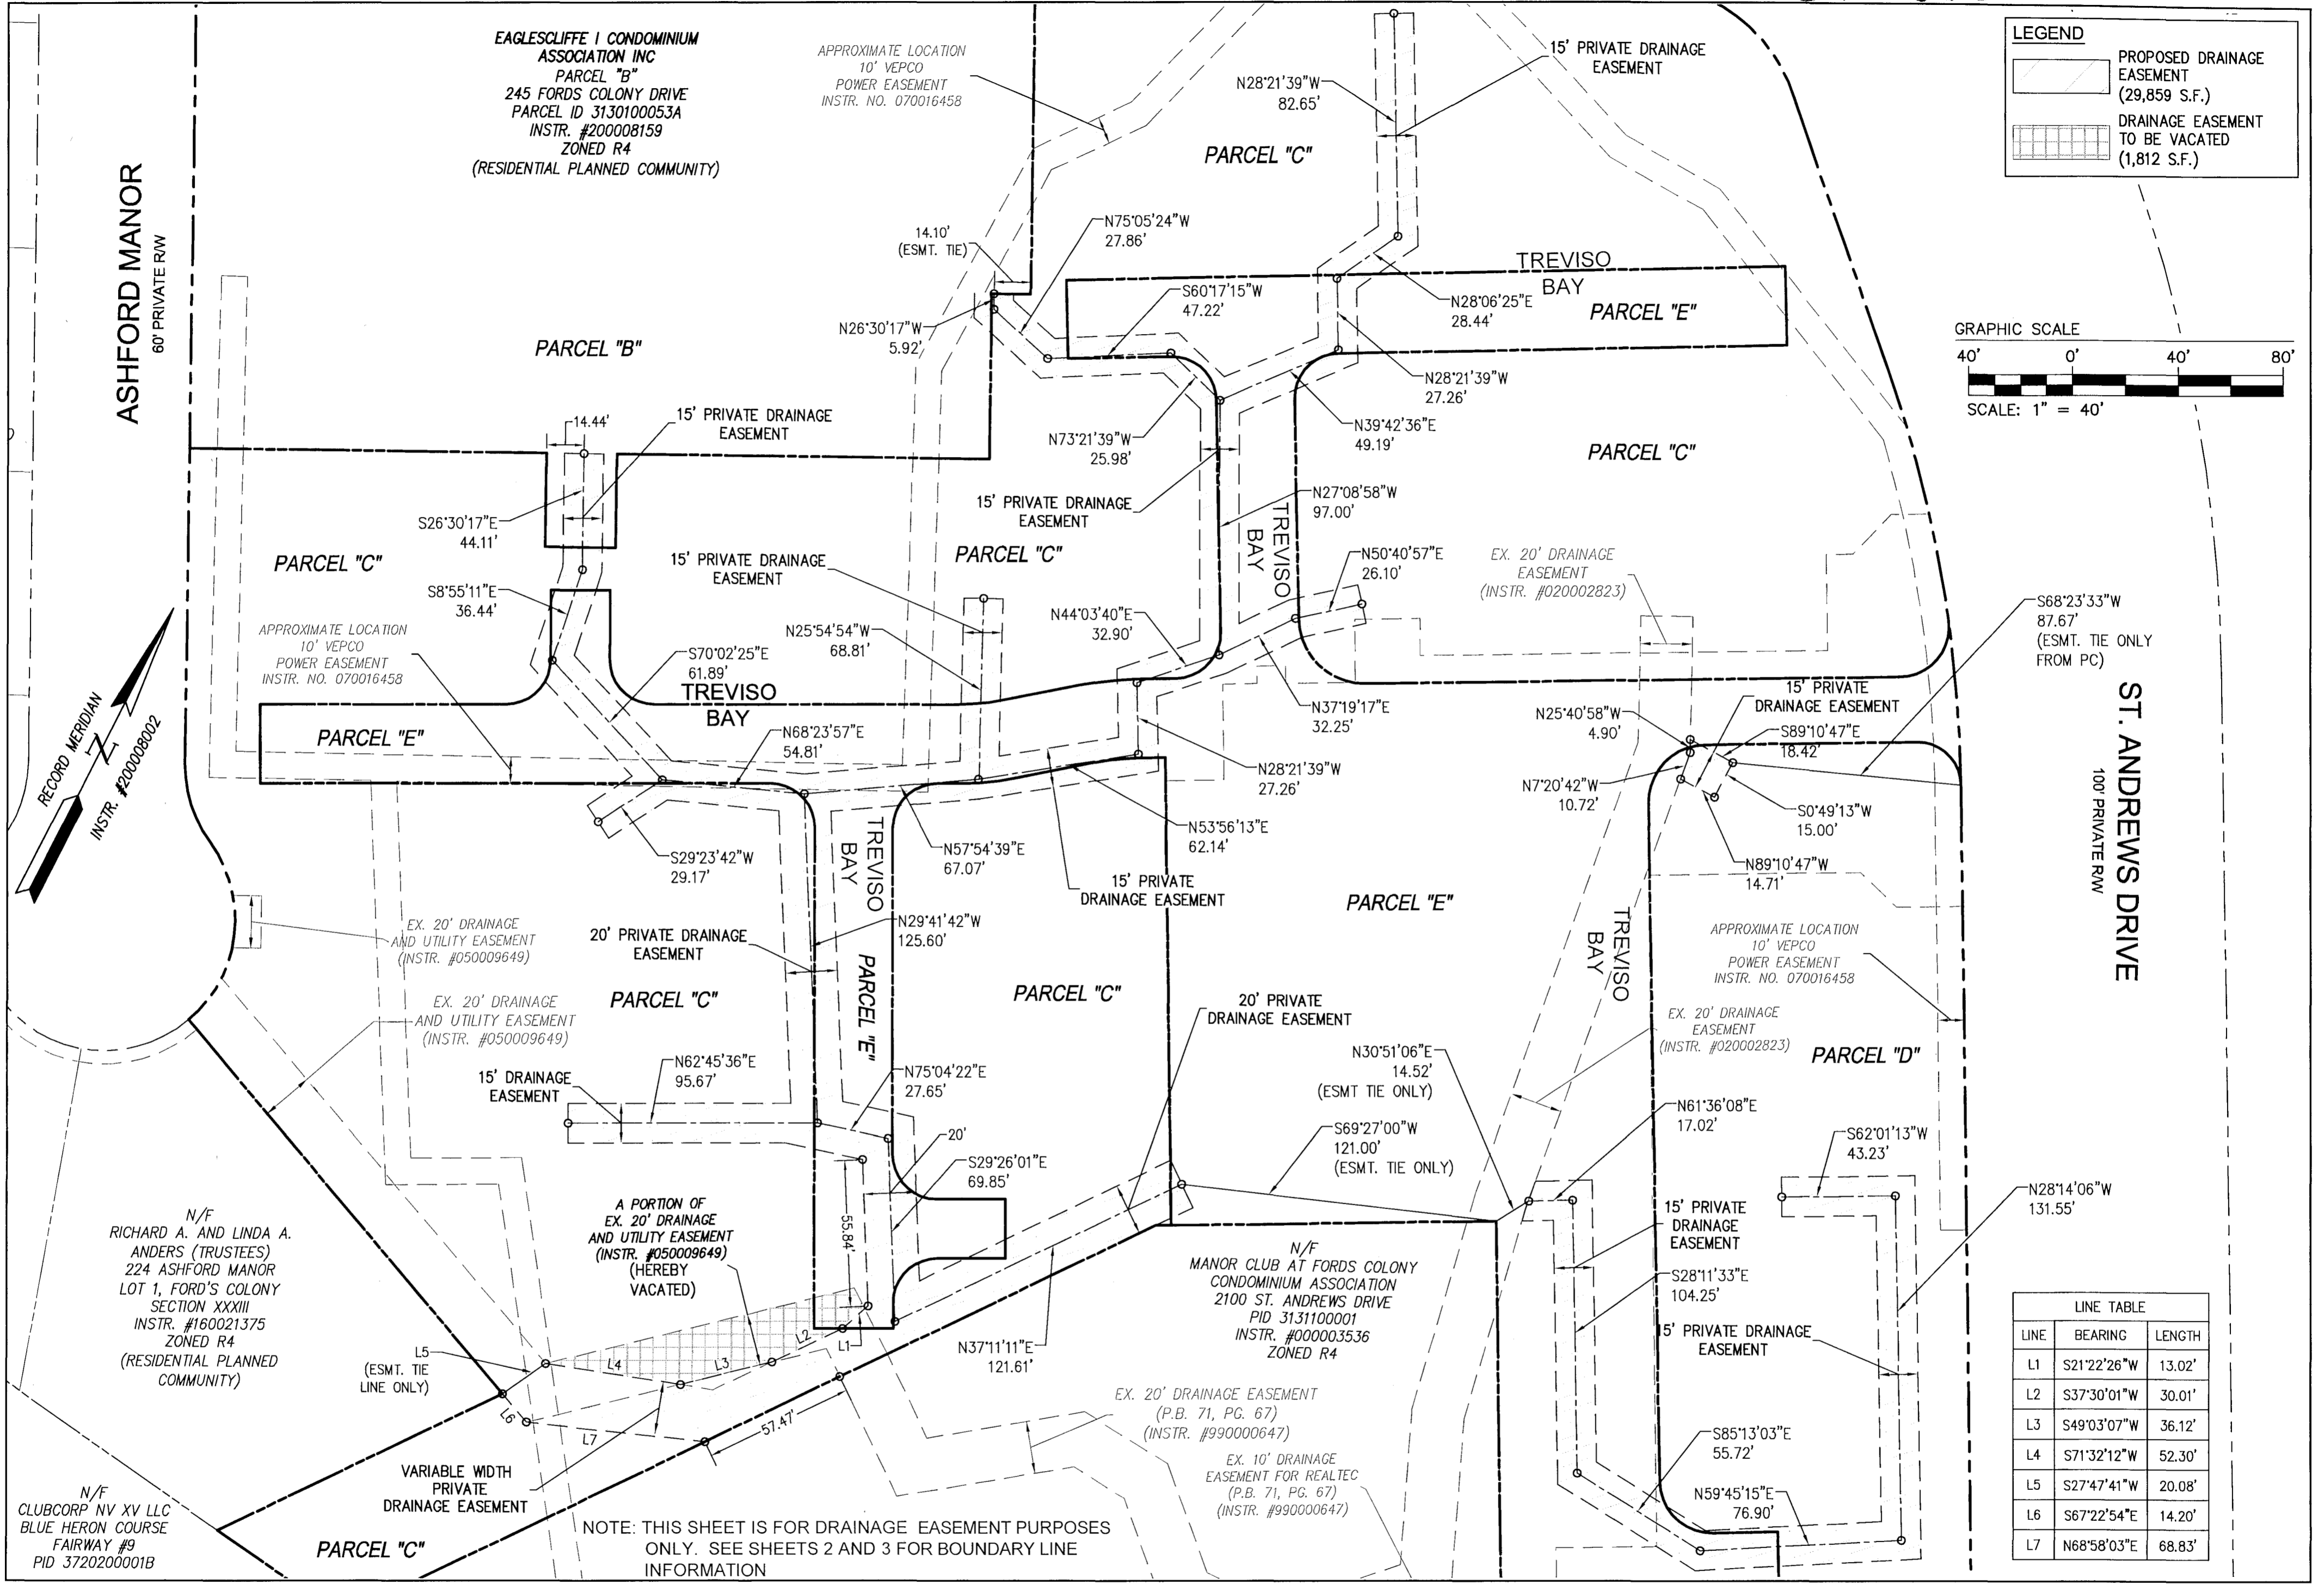 EAGLESCLIFFE I CONDOMINIUM
ASSOCIATION INC
PARCEL "B"
245 FORDS COLONY DRIVE
PARCEL ID 3130100053A
INSTR. #200008159
ZONED R4
(RESIDENTIAL PLANNED COMMUNITY)
APPROXIMATE LOCATION
10' VEPCO
POWER EASEMENT
INSTR. NO. 070016458
15' PRIVATE DRAINAGE
EASEMENT
N28°21'39"W
82.65'
PARCEL "C"
LEGEND
PROPOSED DRAINAGE
EASEMENT
(29,859 S.F.)
DRAINAGE EASEMENT
TO BE VACATED
(1,812 S.F.)
ASHFORD MANOR
60' PRIVATE R/W
14.10'
(ESMT. TIE)
N75°05'24"W
27.86'
S60°17'15"W
47.22'
TREVISO
BAY
N28°06'25"E
28.44'
PARCEL "E"
N26°30'17"W
5.92'
PARCEL "B"
GRAPHIC SCALE
40' 0' 40' 80'
SCALE: 1" = 40'
N28°21'39"W
27.26'
14.44'
15' PRIVATE DRAINAGE
EASEMENT
N73°21'39"W
25.98'
N39°42'36"E
49.19'
PARCEL "C"
15' PRIVATE DRAINAGE
EASEMENT
N27°08'58"W
97.00'
TREVISO
BAY
S26°30'17"E
44.11'
PARCEL "C"
15' PRIVATE DRAINAGE
EASEMENT
PARCEL "C"
N50°40'57"E
26.10'
EX. 20' DRAINAGE
EASEMENT
(INSTR. #020002823)
S8°55'11"E
36.44'
N44°03'40"E
32.90'
S68°23'33"W
87.67'
(ESMT. TIE ONLY
FROM PC)
APPROXIMATE LOCATION
10' VEPCO
POWER EASEMENT
INSTR. NO. 070016458
N25°54'54"W
68.81'
S70°02'25"E
61.89'
TREVISO
BAY
RECORD MERIDIAN
N
INSTR. #200008002
PARCEL "E"
N68°23'57"E
54.81'
N37°19'17"E
32.25'
N25°40'58"W
4.90'
15' PRIVATE
DRAINAGE EASEMENT
S89°10'47"E
18.42'
ST. ANDREWS DRIVE
100' PRIVATE R/W
N28°21'39"W
27.26'
N7°20'42"W
10.72'
S0°49'13"W
15.00'
N53°56'13"E
62.14'
N57°54'39"E
67.07'
S29°23'42"W
29.17'
TREVISO
BAY
15' PRIVATE
DRAINAGE EASEMENT
N89°10'47"W
14.71'
PARCEL "E"
EX. 20' DRAINAGE
AND UTILITY EASEMENT
(INSTR. #050009649)
20' PRIVATE DRAINAGE
EASEMENT
N29°41'42"W
125.60'
TREVISO
BAY
APPROXIMATE LOCATION
10' VEPCO
POWER EASEMENT
INSTR. NO. 070016458
EX. 20' DRAINAGE
AND UTILITY EASEMENT
(INSTR. #050009649)
PARCEL "C"
PARCEL "E"
PARCEL "C"
20' PRIVATE
DRAINAGE EASEMENT
EX. 20' DRAINAGE
EASEMENT
(INSTR. #020002823)
PARCEL "D"
15' DRAINAGE
EASEMENT
N62°45'36"E
95.67'
N75°04'22"E
27.65'
N30°51'06"E
14.52'
(ESMT TIE ONLY)
N61°36'08"E
17.02'
S69°27'00"W
121.00'
(ESMT. TIE ONLY)
S62°01'13"W
43.23'
20'
S29°26'01"E
69.85'
55.84'
A PORTION OF
EX. 20' DRAINAGE
AND UTILITY EASEMENT
(INSTR. #050009649)
(HEREBY
VACATED)
15' PRIVATE
DRAINAGE
EASEMENT
N28°14'06"W
131.55'
N/F
RICHARD A. AND LINDA A.
ANDERS (TRUSTEES)
224 ASHFORD MANOR
LOT 1, FORD'S COLONY
SECTION XXXIII
INSTR. #160021375
ZONED R4
(RESIDENTIAL PLANNED
COMMUNITY)
N/F
MANOR CLUB AT FORDS COLONY
CONDOMINIUM ASSOCIATION
2100 ST. ANDREWS DRIVE
PID 3131100001
INSTR. #000003536
ZONED R4
S28°11'33"E
104.25'
15' PRIVATE DRAINAGE
EASEMENT
L5
(ESMT. TIE
LINE ONLY)
L4
L3
L2
L1
L6
L7
N37°11'11"E
121.61'
57.47'
EX. 20' DRAINAGE EASEMENT
(P.B. 71, PG. 67)
(INSTR. #990000647)
EX. 10' DRAINAGE
EASEMENT FOR REALTEC
(P.B. 71, PG. 67)
(INSTR. #990000647)
S85°13'03"E
55.72'
N59°45'15"E
76.90'
VARIABLE WIDTH
PRIVATE
DRAINAGE EASEMENT
N/F
CLUBCORP NV XV LLC
BLUE HERON COURSE
FAIRWAY #9
PID 3720200001B
PARCEL "C"
NOTE: THIS SHEET IS FOR DRAINAGE EASEMENT PURPOSES
ONLY. SEE SHEETS 2 AND 3 FOR BOUNDARY LINE
INFORMATION
LINE TABLE
LINE BEARING LENGTH
L1 S21°22'26"W 13.02'
L2 S37°30'01"W 30.01'
L3 S49°03'07"W 36.12'
L4 S71°32'12"W 52.30'
L5 S27°47'41"W 20.08'
L6 S67°22'54"E 14.20'
L7 N68°58'03"E 68.83'